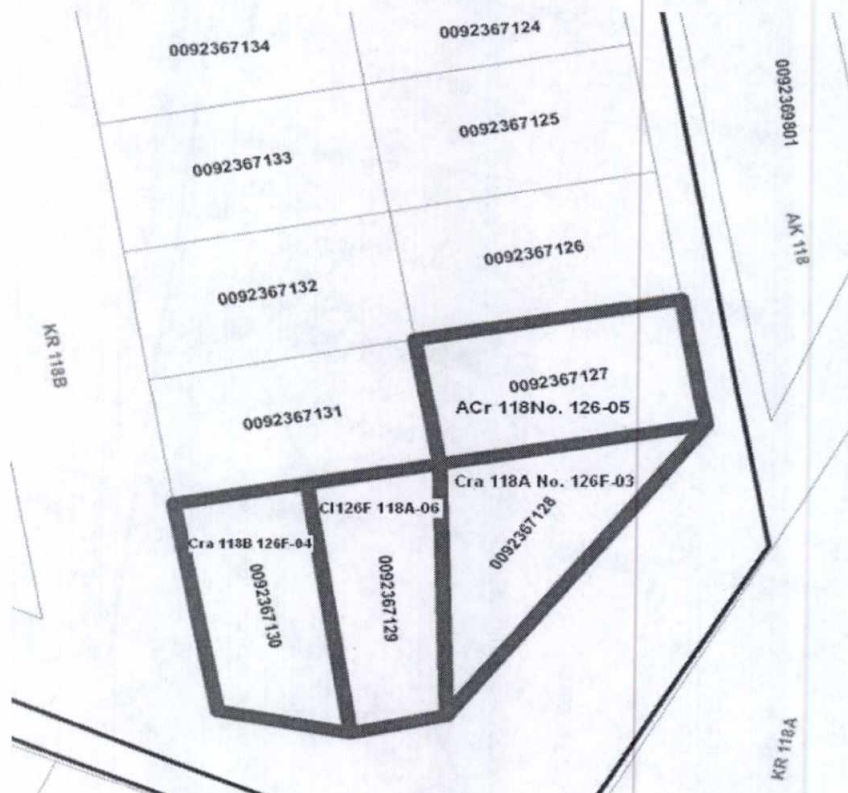 0092367134
0092367124
0092369801
0092367133
0092367125
AK 118
0092367132
0092367126
KR 118B
0092367131
0092367127
ACr 118No. 126-05
Cra 118A No. 126F-03
0092367128
Cl126F 118A-06
0092367129
Cra 118B 126F-04
0092367130
KR 118A